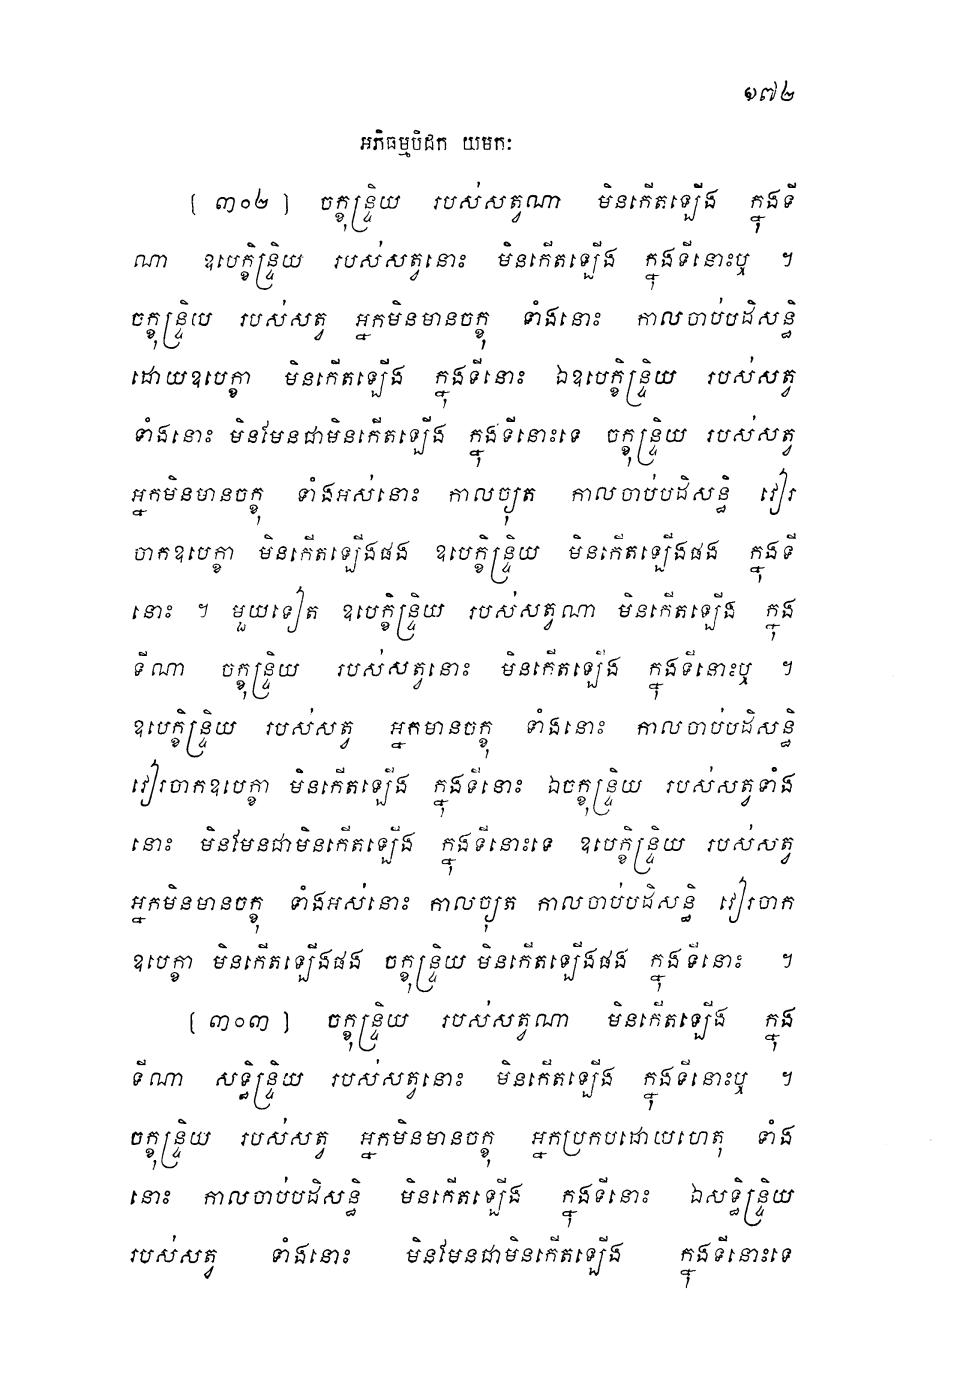 ១៧២
អភិធម្មបិដក យមកៈ
[ ៣០២ ] ចក្ខុន្ទ្រិយ របស់សត្វណា មិនកើតឡើង ក្នុងទី
ណា ឧបេក្ខិន្ទ្រិយ របស់សត្វនោះ មិនកើតឡើង ក្នុងទីនោះឬ ។
ចក្ខុន្ទ្រិយ របស់សត្វ អ្នកមិនមានចក្ខុ ទាំងនោះ កាលចាប់បដិសន្ធិ
ដោយឧបេក្ខា មិនកើតឡើង ក្នុងទីនោះ ឯឧបេក្ខិន្ទ្រិយ របស់សត្វ
ទាំងនោះ មិនមែនជាមិនកើតឡើង ក្នុងទីនោះទេ ចក្ខុន្ទ្រិយ របស់សត្វ
អ្នកមិនមានចក្ខុ ទាំងអស់នោះ កាលច្យុត កាលចាប់បដិសន្ធិ វៀរ
ចាកឧបេក្ខា មិនកើតឡើងផង ឧបេក្ខិន្ទ្រិយ មិនកើតឡើងផង ក្នុងទី
នោះ ។ មួយទៀត ឧបេក្ខិន្ទ្រិយ របស់សត្វណា មិនកើតឡើង ក្នុង
ទីណា ចក្ខុន្ទ្រិយ របស់សត្វនោះ មិនកើតឡើង ក្នុងទីនោះឬ ។
ឧបេក្ខិន្ទ្រិយ របស់សត្វ អ្នកមានចក្ខុ ទាំងនោះ កាលចាប់បដិសន្ធិ
វៀរចាកឧបេក្ខា មិនកើតឡើង ក្នុងទីនោះ ឯចក្ខុន្ទ្រិយ របស់សត្វទាំង
នោះ មិនមែនជាមិនកើតឡើង ក្នុងទីនោះទេ ឧបេក្ខិន្ទ្រិយ របស់សត្វ
អ្នកមិនមានចក្ខុ ទាំងអស់នោះ កាលច្យុត កាលចាប់បដិសន្ធិ វៀរចាក
ឧបេក្ខា មិនកើតឡើងផង ចក្ខុន្ទ្រិយ មិនកើតឡើងផង ក្នុងទីនោះ ។
[ ៣០៣ ] ចក្ខុន្ទ្រិយ របស់សត្វណា មិនកើតឡើង ក្នុង
ទីណា សទ្ធិន្ទ្រិយ របស់សត្វនោះ មិនកើតឡើង ក្នុងទីនោះឬ ។
ចក្ខុន្ទ្រិយ របស់សត្វ អ្នកមិនមានចក្ខុ អ្នកប្រកបដោយហេតុ ទាំង
នោះ កាលចាប់បដិសន្ធិ មិនកើតឡើង ក្នុងទីនោះ ឯសទ្ធិន្ទ្រិយ
របស់សត្វ ទាំងនោះ មិនមែនជាមិនកើតឡើង ក្នុងទីនោះទេ